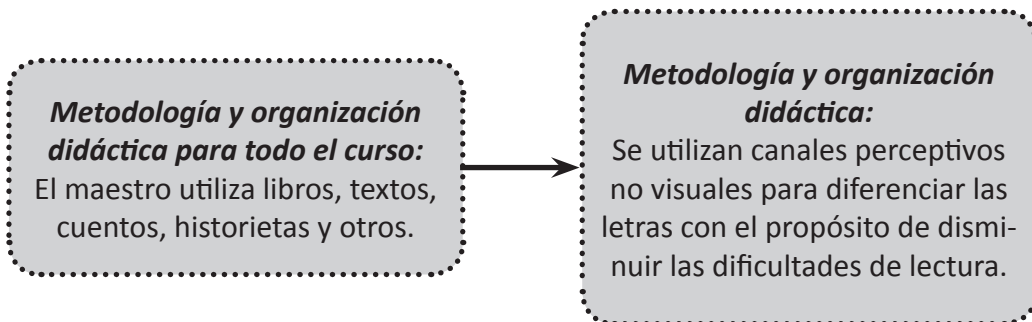 Metodología y organización
didáctica para todo el curso:
El maestro utiliza libros, textos,
cuentos, historietas y otros.
Metodología y organización
didáctica:
Se utilizan canales perceptivos
no visuales para diferenciar las
letras con el propósito de dismi-
nuir las dificultades de lectura.